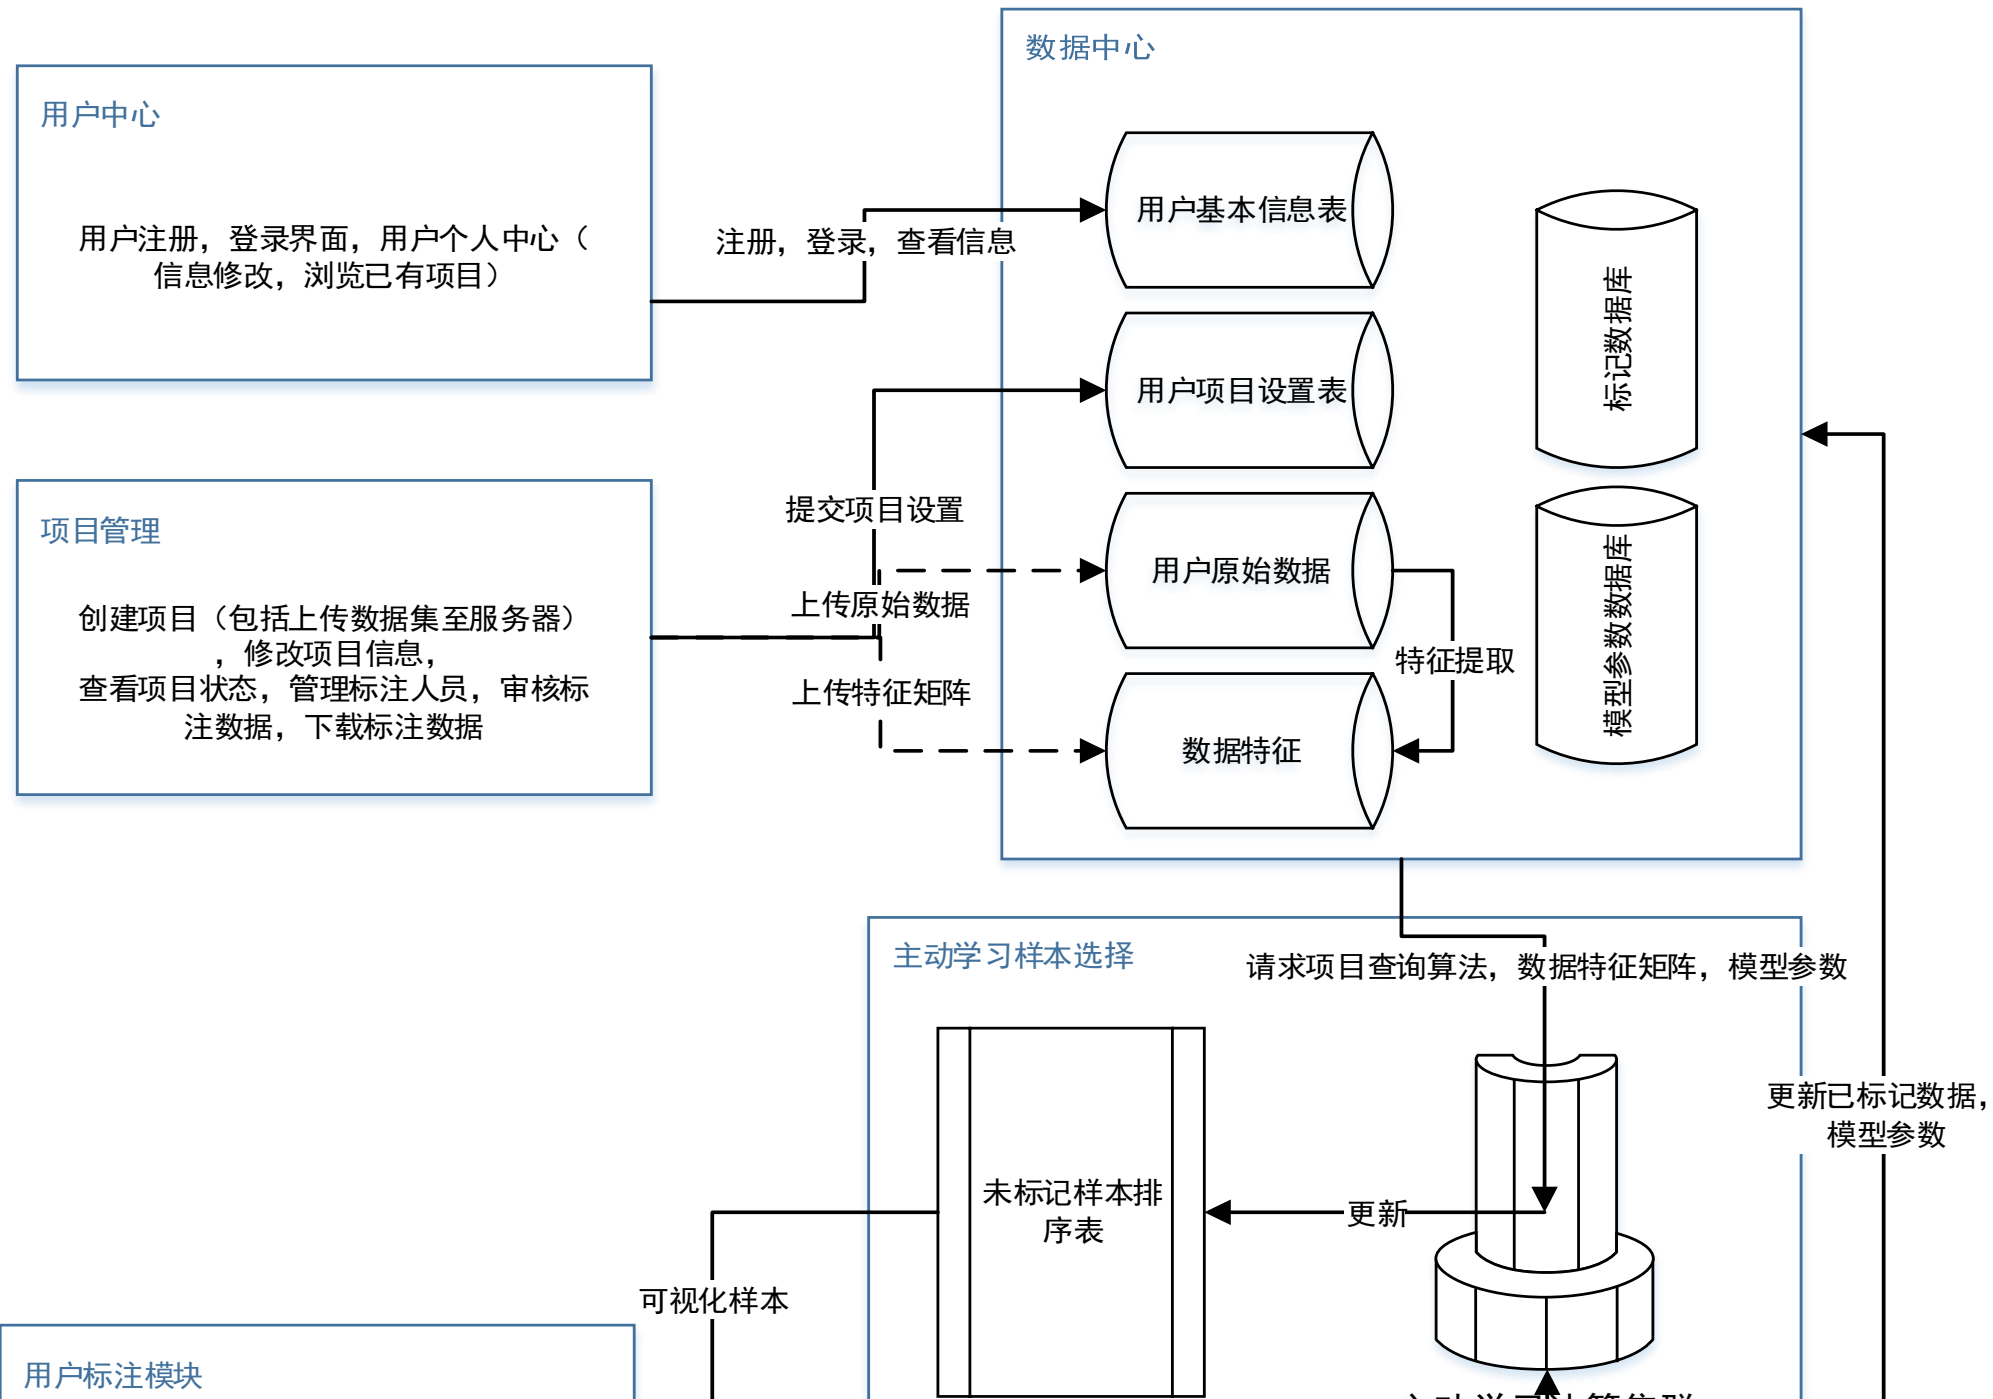 数据中心
用户中心
用户注册，登录界面，用户个人中心（
信息修改，浏览已有项目）
注册，登录，查看信息
用户基本信息表
用户项目设置表
标记数据库
提交项目设置
项目管理
创建项目（包括上传数据集至服务器）
，修改项目信息，
查看项目状态，管理标注人员，审核标
注数据，下载标注数据
上传原始数据
用户原始数据
上传特征矩阵
特征提取
数据特征
模型参数数据库
主动学习样本选择
请求项目查询算法，数据特征矩阵，模型参数
更新已标记数据，
模型参数
未标记样本排
序表
更新
可视化样本
用户标注模块